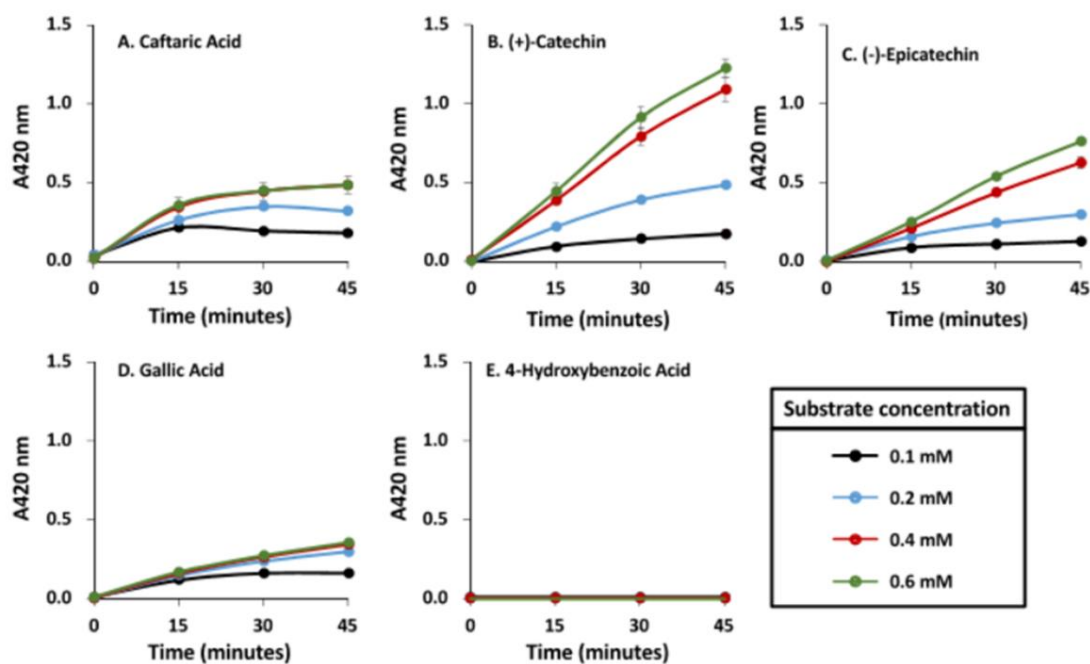 A. Caftaric Acid
1.5
1.0
0.5
0.0
A420 nm
0 15 30 45
Time (minutes)
B. (+)-Catechin
1.5
1.0
0.5
0.0
A420 nm
0 15 30 45
Time (minutes)
C. (-)-Epicatechin
1.5
1.0
0.5
0.0
A420 nm
0 15 30 45
Time (minutes)
D. Gallic Acid
1.5
1.0
0.5
0.0
A420 nm
0 15 30 45
Time (minutes)
E. 4-Hydroxybenzoic Acid
1.5
1.0
0.5
0.0
A420 nm
0 15 30 45
Time (minutes)
Substrate concentration
0.1 mM
0.2 mM
0.4 mM
0.6 mM